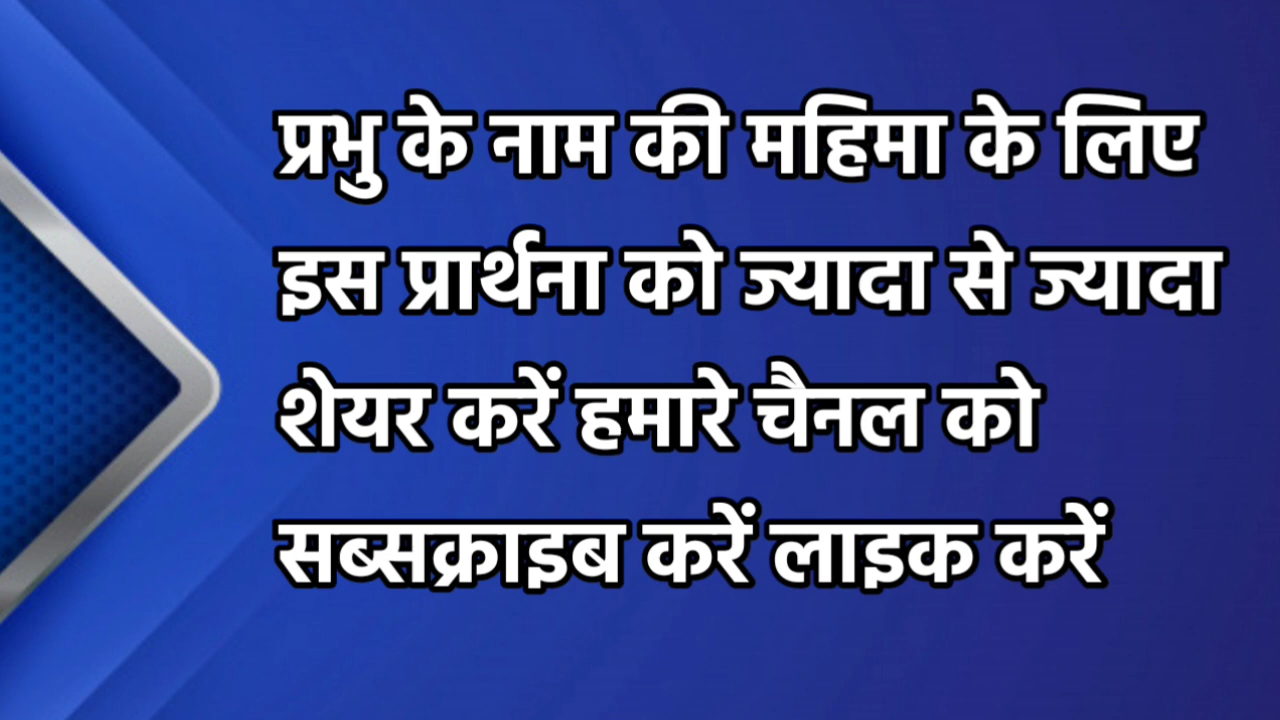 प्रभु के नाम की महिमा के लिए
इस प्रार्थना को ज्यादा से ज्यादा
शेयर करें हमारे चैनल को
सब्सक्राइब करें लाइक करें